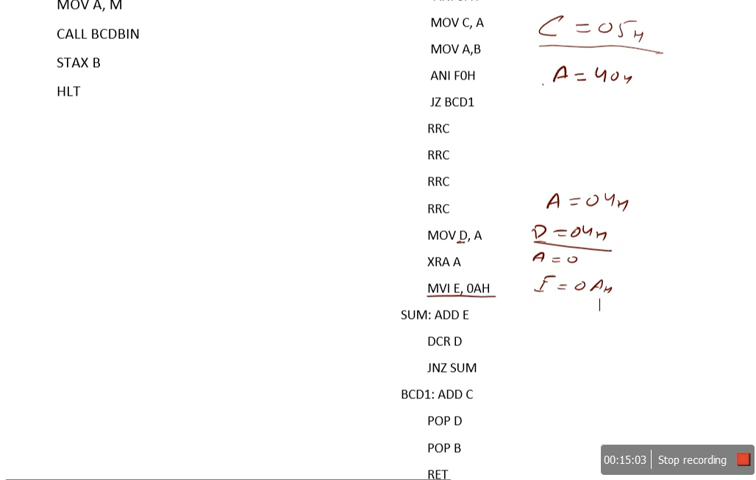 MOV A, M
CALL BCDBIN
STAX B
HLT
MOV C, A
MOV A,B
ANI F0H
JZ BCD1
RRC
RRC
RRC
RRC
MOV D, A
XRA A
MVI E, 0AH
SUM: ADD E
DCR D
JNZ SUM
BCD1: ADD C
POP D
POP B
RET
C = 05H
A = 40H
A = 04H
D = 04H
A = 0
E = 0AH
00:15:03 Stop recording